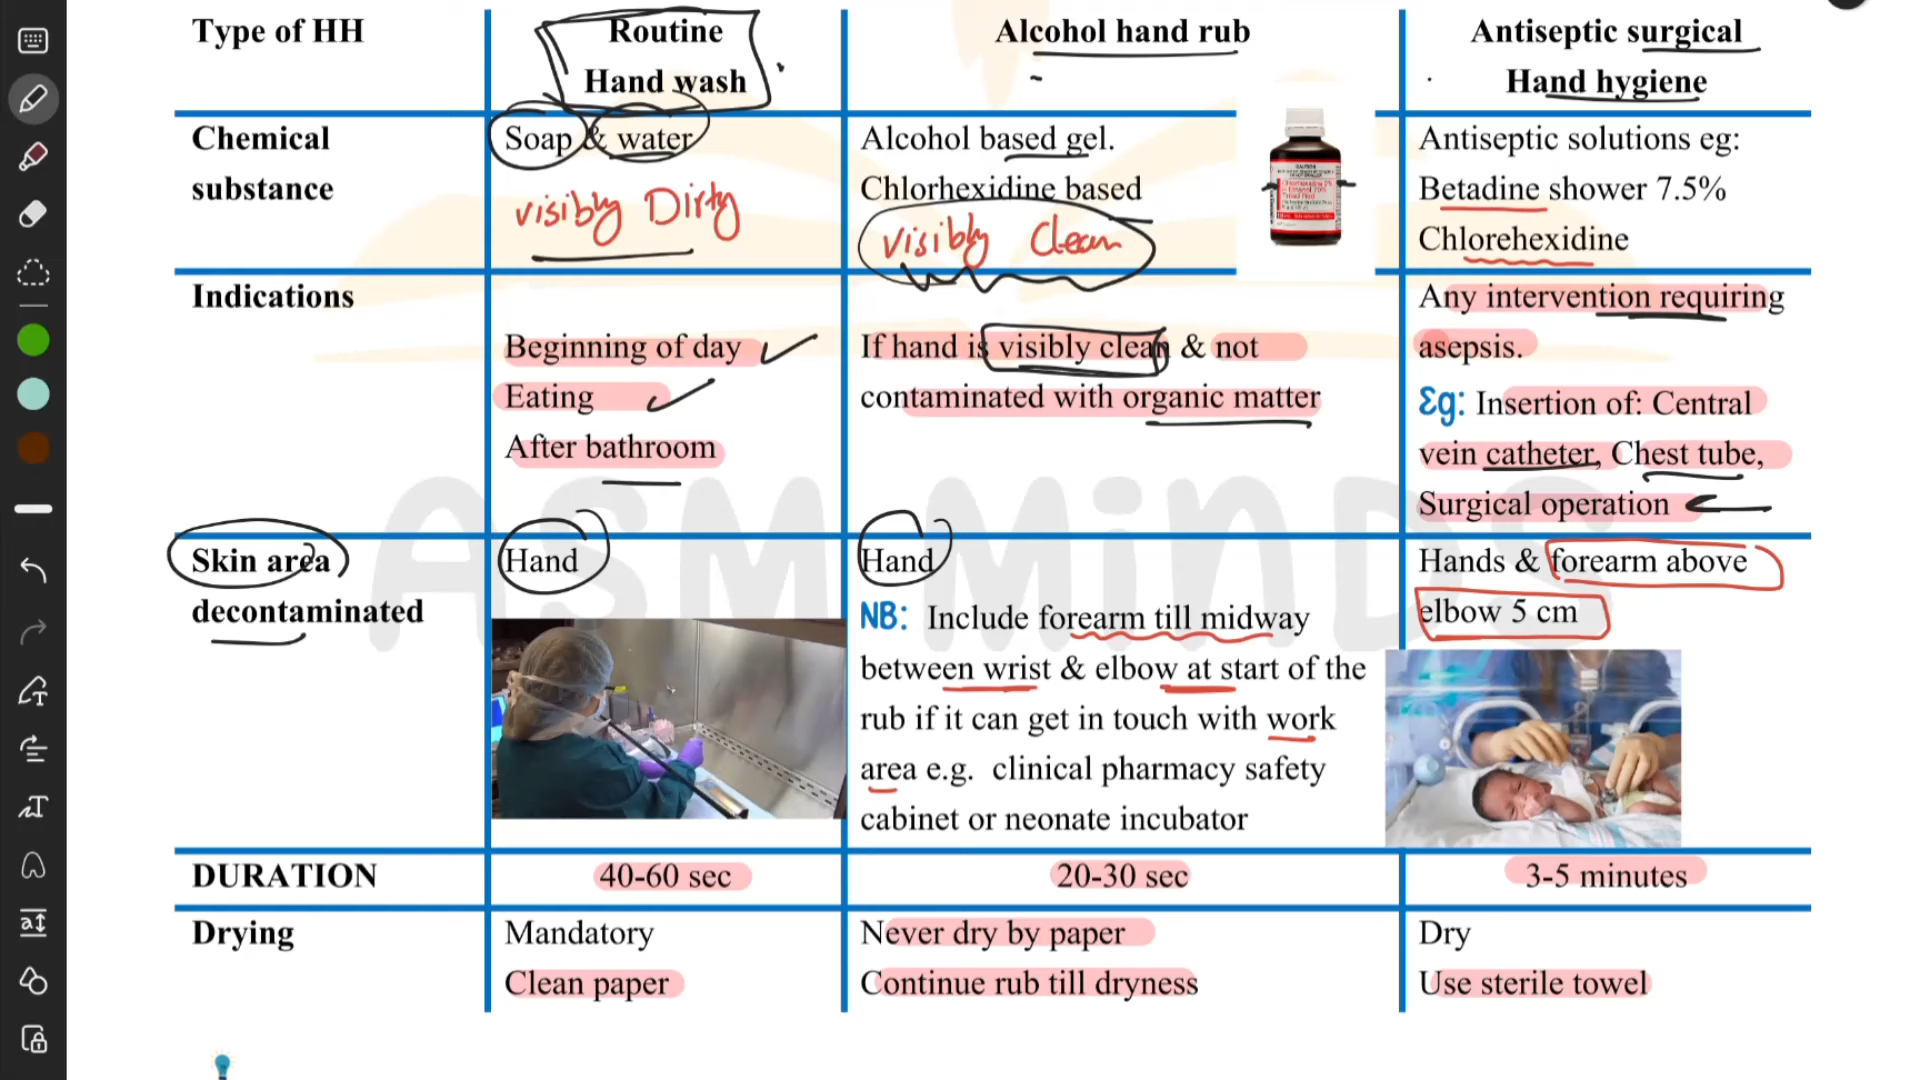 Type of HH
Routine
Hand wash
Alcohol hand rub
Antiseptic surgical
Hand hygiene
Chemical
substance
Soap & water
visibly Dirty
Alcohol based gel.
Chlorhexidine based
visibly Clean
Antiseptic solutions eg:
Betadine shower 7.5%
Chlorehexidine
Indications
Beginning of day
Eating
After bathroom
If hand is visibly clean & not
contaminated with organic matter
Any intervention requiring
asepsis.
Eg: Insertion of: Central
vein catheter, Chest tube,
Surgical operation
ASM MiNDS
Skin area
decontaminated
Hand
Hand
NB: Include forearm till midway
between wrist & elbow at start of the
rub if it can get in touch with work
area e.g. clinical pharmacy safety
cabinet or neonate incubator
Hands & forearm above
elbow 5 cm
DURATION
40-60 sec
20-30 sec
3-5 minutes
Drying
Mandatory
Clean paper
Never dry by paper
Continue rub till dryness
Dry
Use sterile towel